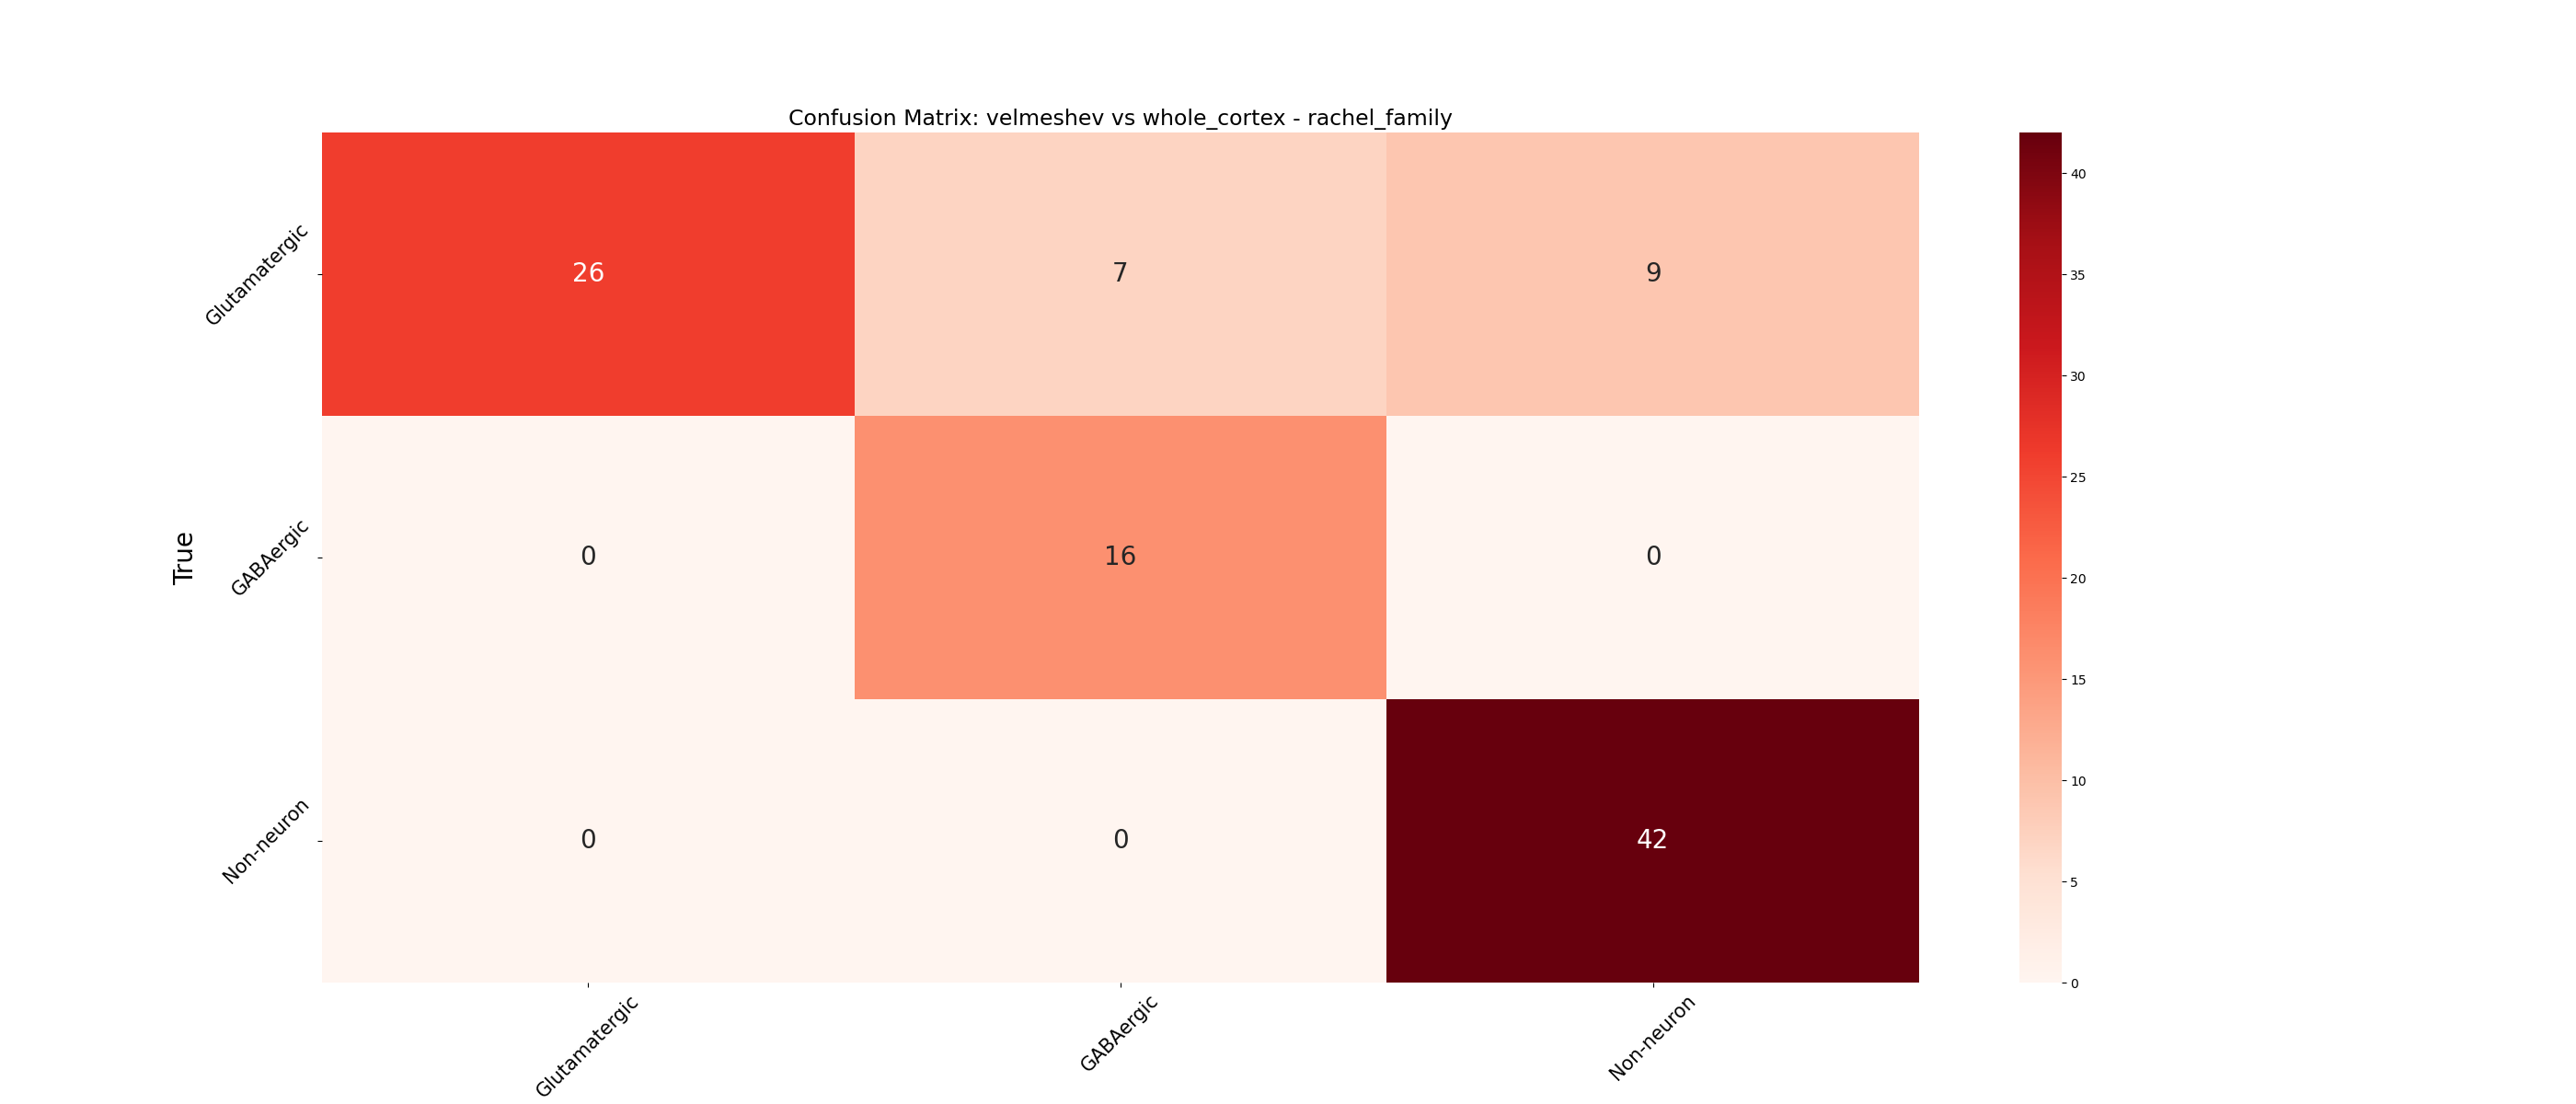 Confusion Matrix: velmeshev vs whole_cortex - rachel_family
Glutamatergic
26
7
9
GABAergic
0
16
0
Non-neuron
0
0
42
True
Glutamatergic
GABAergic
Non-neuron
40
35
30
25
20
15
10
5
0